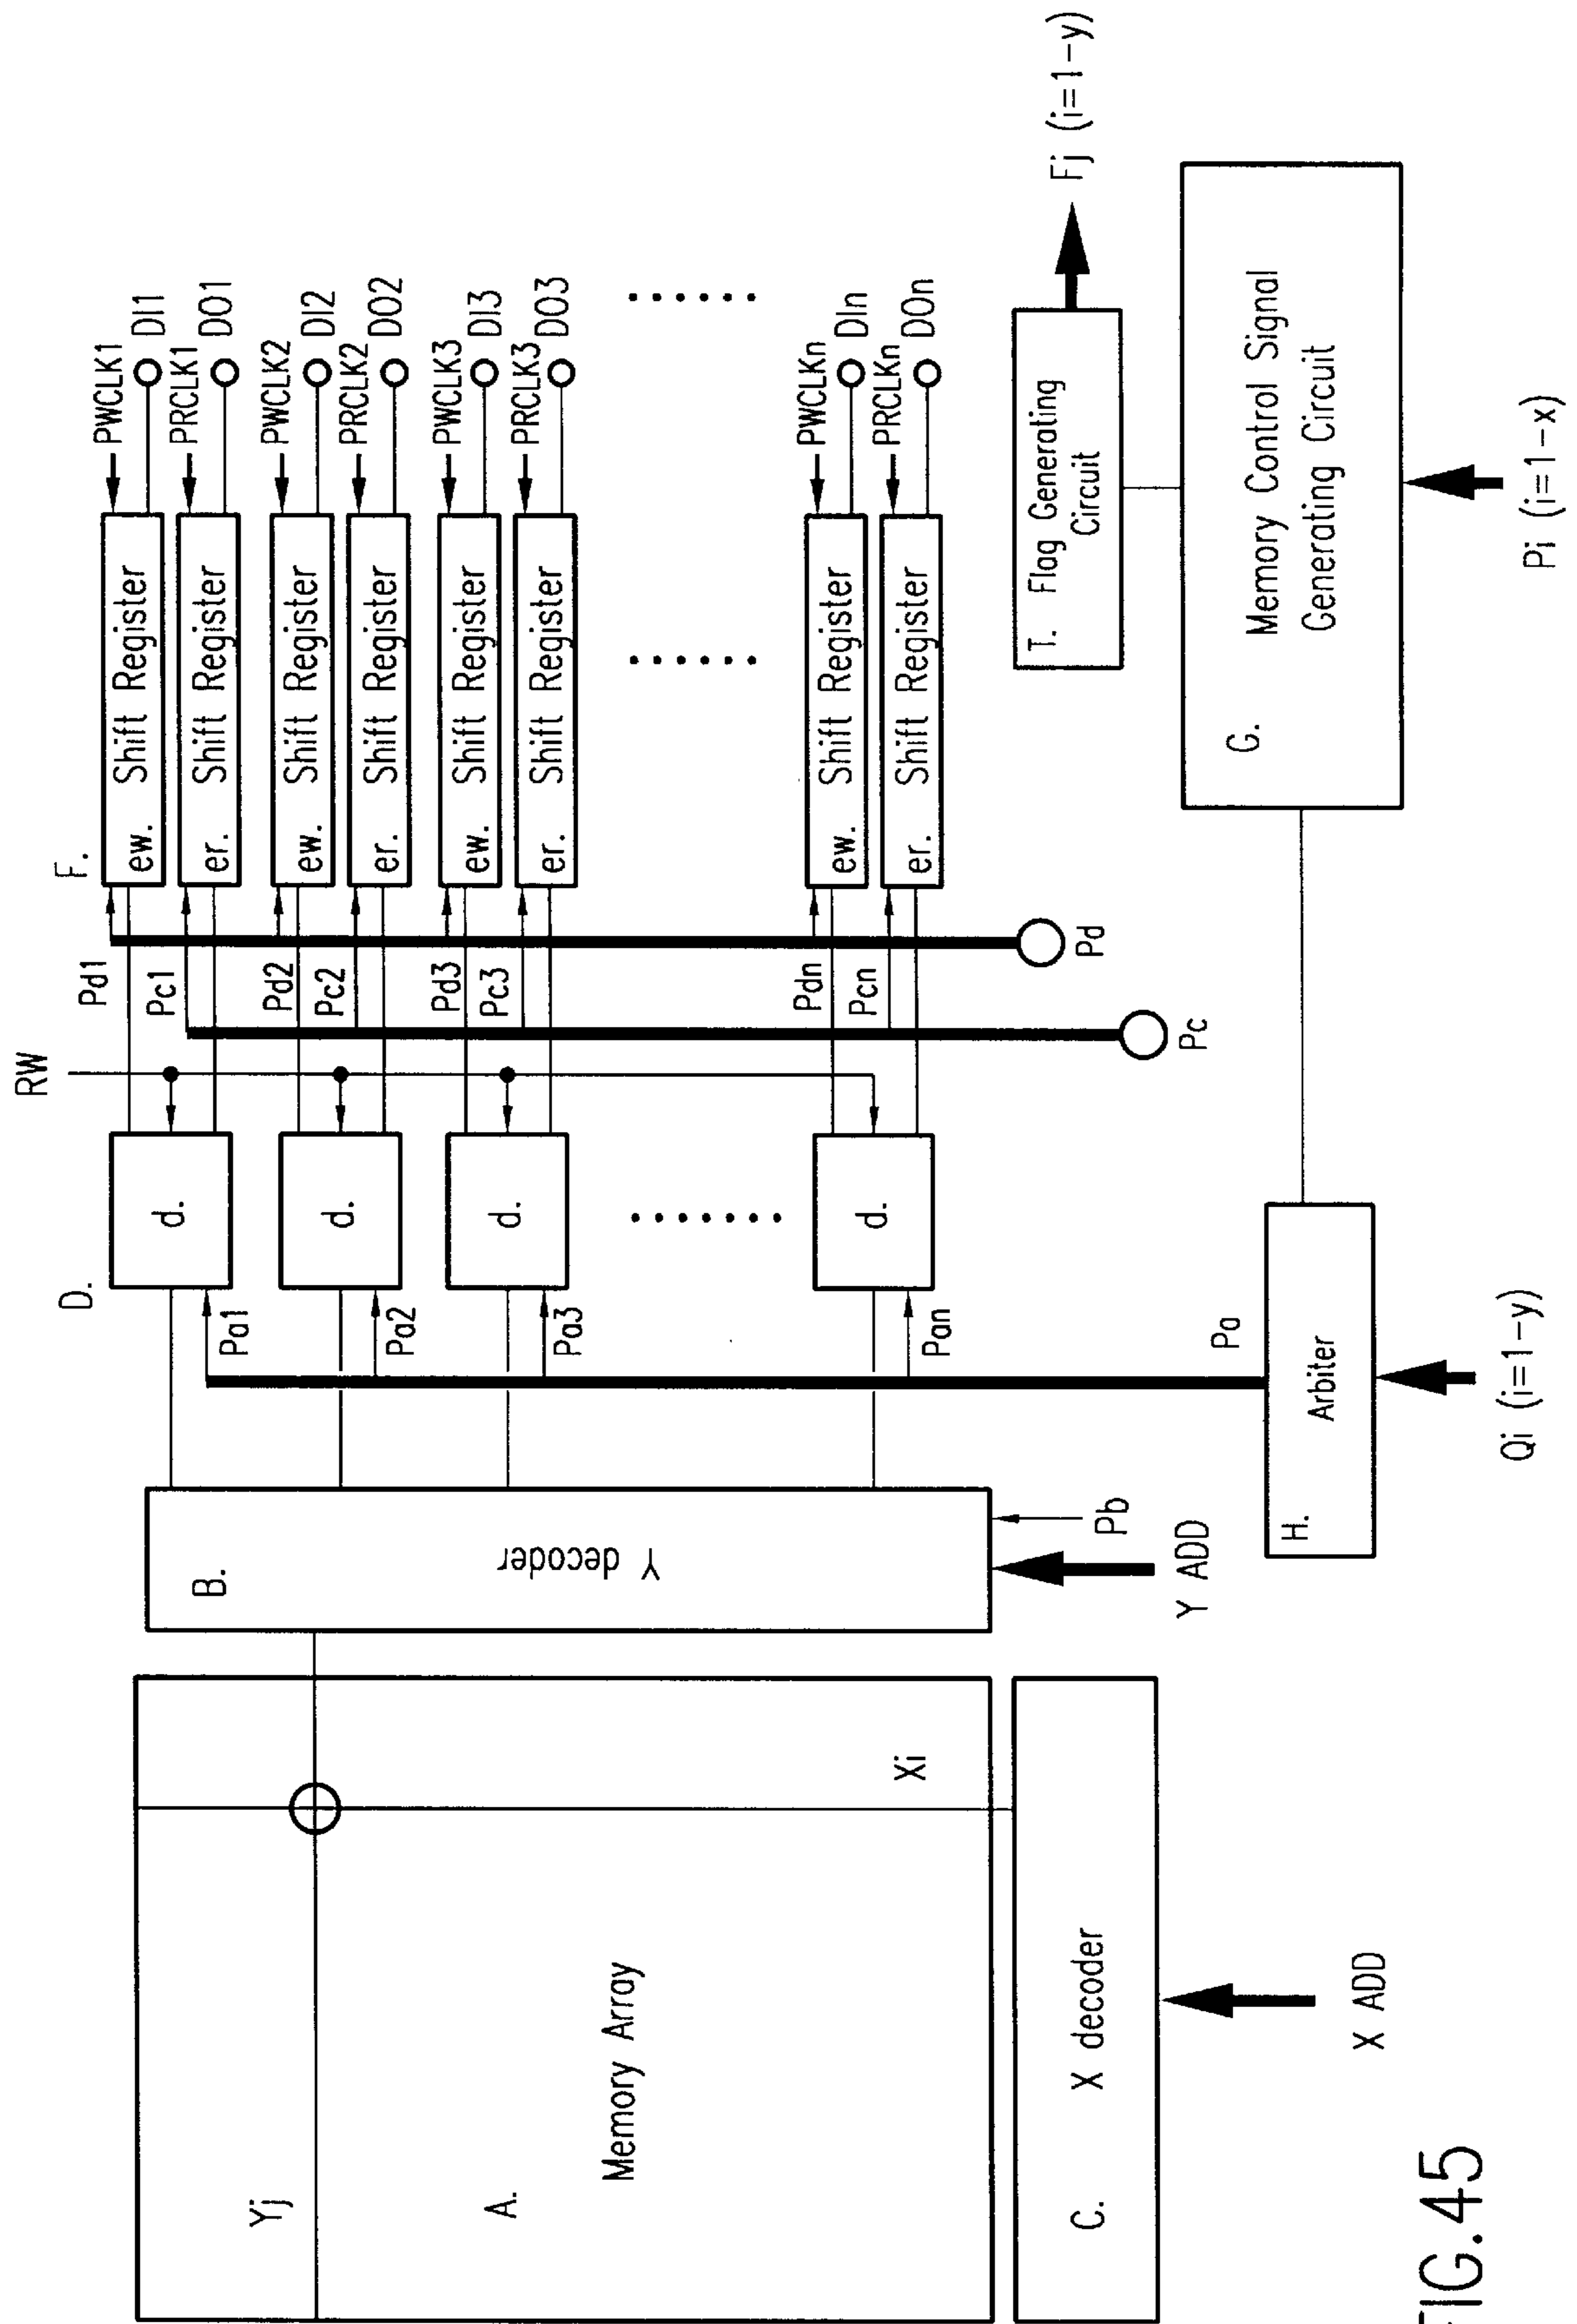 Yj
A.
Memory Array
Xi
C. X decoder
X ADD
B.
Y decoder
Pb
Y ADD
D.
d.
d.
d.
d.
Pa1
Pa2
Pa3
Pan
Pa
H.
Arbiter
Qi (i=1-y)
RW
Pd1
Pc1
Pd2
Pc2
Pd3
Pc3
Pdn
Pcn
Pc
Pd
F.
ew. Shift Register
er. Shift Register
ew. Shift Register
er. Shift Register
ew. Shift Register
er. Shift Register
ew. Shift Register
er. Shift Register
PWCLK1
DI1
PRCLK1
DO1
PWCLK2
DI2
PRCLK2
DO2
PWCLK3
DI3
PRCLK3
DO3
PWCLKn
DIn
PRCLKn
DOn
T. Flag Generating
Circuit
Fj (i=1-y)
G.
Memory Control Signal
Generating Circuit
Pi (i=1-x)
FIG.45